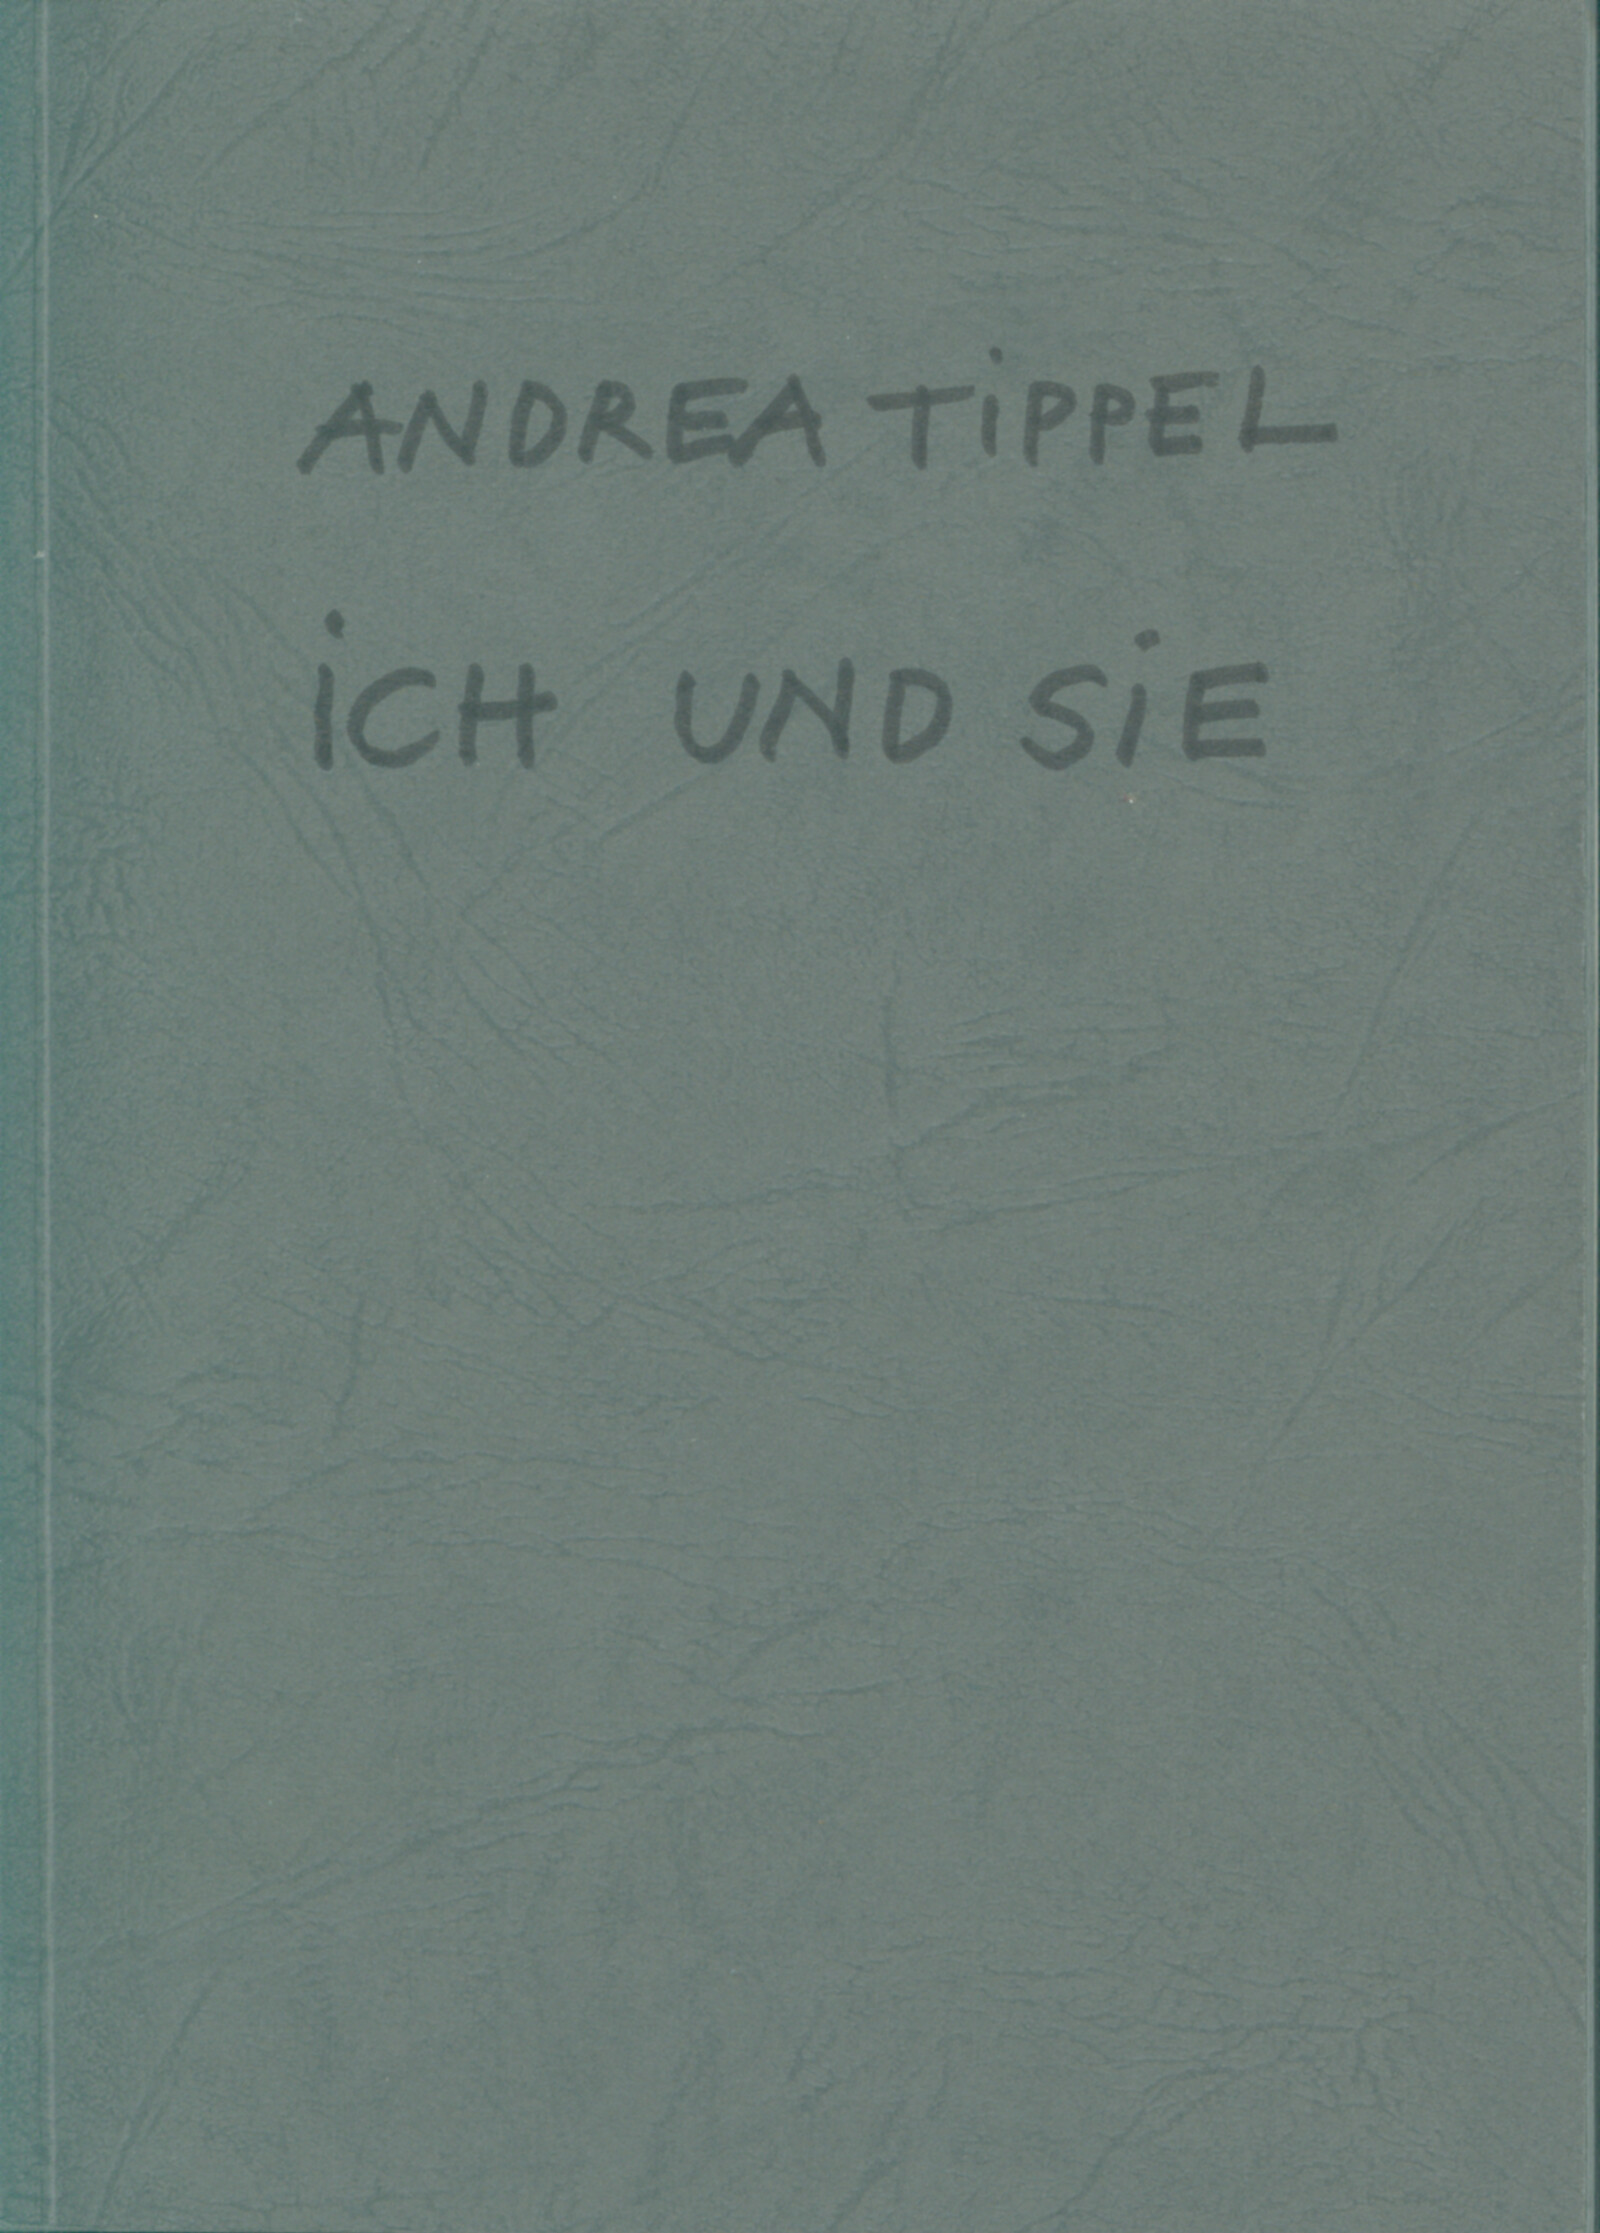 ANDREA TiPPEL
iCH UND SiE